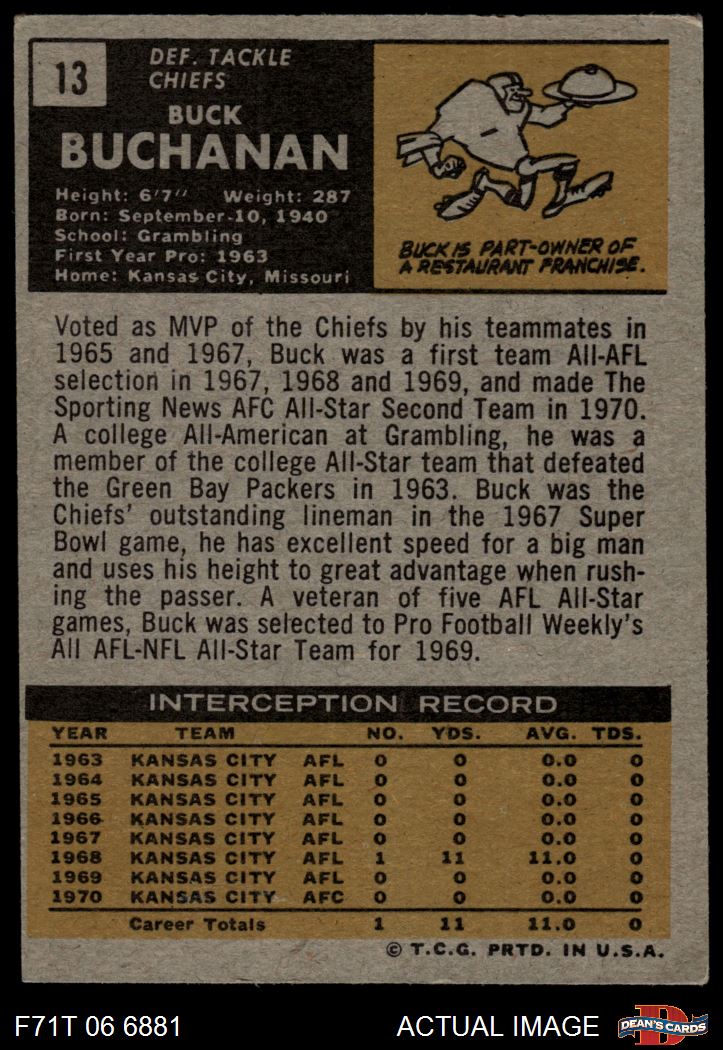 13
DEF. TACKLE
CHIEFS
BUCK
BUCHANAN
Height: 6'7" Weight: 287
Born: September 10, 1940
School: Grambling
First Year Pro: 1963
Home: Kansas City, Missouri
BUCK IS PART-OWNER OF
A RESTAURANT FRANCHISE.
Voted as MVP of the Chiefs by his teammates in
1965 and 1967, Buck was a first team All-AFL
selection in 1967, 1968 and 1969, and made The
Sporting News AFC All-Star Second Team in 1970.
A college All-American at Grambling, he was a
member of the college All-Star team that defeated
the Green Bay Packers in 1963. Buck was the
Chiefs' outstanding lineman in the 1967 Super
Bowl game, he has excellent speed for a big man
and uses his height to great advantage when rush-
ing the passer. A veteran of five AFL All-Star
games, Buck was selected to Pro Football Weekly's
All AFL-NFL All-Star Team for 1969.
INTERCEPTION RECORD
YEAR TEAM NO. YDS. AVG. TDS.
1963 KANSAS CITY AFL 0 0 0.0 0
1964 KANSAS CITY AFL 0 0 0.0 0
1965 KANSAS CITY AFL 0 0 0.0 0
1966 KANSAS CITY AFL 0 0 0.0 0
1967 KANSAS CITY AFL 0 0 0.0 0
1968 KANSAS CITY AFL 1 11 11.0 0
1969 KANSAS CITY AFL 0 0 0.0 0
1970 KANSAS CITY AFC 0 0 0.0 0
Career Totals 1 11 11.0 0
© T.C.G. PRTD. IN U.S.A.
F71T 06 6881 ACTUAL IMAGE D DEAN'S CARDS